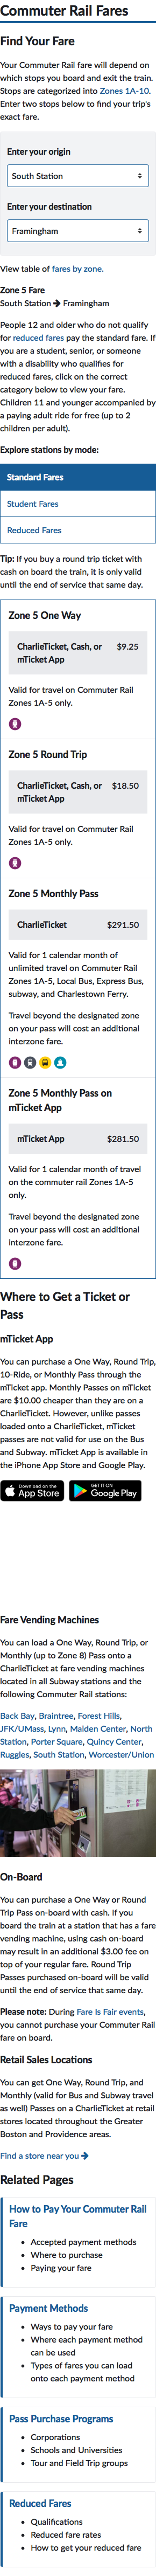 Commuter Rail Fares
Find Your Fare
Your Commuter Rail fare will depend on
which stops you board and exit the train.
Stops are categorized into Zones 1A-10.
Enter two stops below to find your trip's
exact fare.
Enter your origin
South Station
Enter your destination
Framingham
View table of fares by zone.
Zone 5 Fare
South Station → Framingham
People 12 and older who do not qualify
for reduced fares pay the standard fare. If
you are a student, senior, or someone
with a disability who qualifies for
reduced fares, click on the correct
category below to view your fare.
Children 11 and younger accompanied by
a paying adult ride for free (up to 2
children per adult).
Explore stations by mode:
Standard Fares
Student Fares
Reduced Fares
Tip: If you buy a round trip ticket with
cash on board the train, it is only valid
until the end of service that same day.
Zone 5 One Way
CharlieTicket, Cash, or $9.25
mTicket App
Valid for travel on Commuter Rail
Zones 1A-5 only.
Zone 5 Round Trip
CharlieTicket, Cash, or $18.50
mTicket App
Valid for travel on Commuter Rail
Zones 1A-5 only.
Zone 5 Monthly Pass
CharlieTicket $291.50
Valid for 1 calendar month of
unlimited travel on Commuter Rail
Zones 1A-5, Local Bus, Express Bus,
subway, and Charlestown Ferry.
Travel beyond the designated zone
on your pass will cost an additional
interzone fare.
Zone 5 Monthly Pass on
mTicket App
mTicket App $281.50
Valid for 1 calendar month of travel
on the commuter rail Zones 1A-5
only.
Travel beyond the designated zone
on your pass will cost an additional
interzone fare.
Where to Get a Ticket or
Pass
mTicket App
You can purchase a One Way, Round Trip,
10-Ride, or Monthly Pass through the
mTicket app. Monthly Passes on mTicket
are $10.00 cheaper than they are on a
CharlieTicket. However, unlike passes
loaded onto a CharlieTicket, mTicket
passes are not valid for use on the Bus
and Subway. mTicket App is available in
the iPhone App Store and Google Play.
Download on the
App Store
GET IT ON
Google Play
Fare Vending Machines
You can load a One Way, Round Trip, or
Monthly (up to Zone 8) Pass onto a
CharlieTicket at fare vending machines
located in all Subway stations and the
following Commuter Rail stations:
Back Bay, Braintree, Forest Hills,
JFK/UMass, Lynn, Malden Center, North
Station, Porter Square, Quincy Center,
Ruggles, South Station, Worcester/Union
On-Board
You can purchase a One Way or Round
Trip Pass on-board with cash. If you
board the train at a station that has a fare
vending machine, using cash on-board
may result in an additional $3.00 fee on
top of your regular fare. Round Trip
Passes purchased on-board will be valid
until the end of service that same day.
Please note: During Fare Is Fair events,
you cannot purchase your Commuter Rail
fare on board.
Retail Sales Locations
You can get One Way, Round Trip, and
Monthly (valid for Bus and Subway travel
as well) Passes on a CharlieTicket at retail
stores located throughout the Greater
Boston and Providence areas.
Find a store near you →
Related Pages
How to Pay Your Commuter Rail
Fare
• Accepted payment methods
• Where to purchase
• Paying your fare
Payment Methods
• Ways to pay your fare
• Where each payment method
can be used
• Types of fares you can load
onto each payment method
Pass Purchase Programs
• Corporations
• Schools and Universities
• Tour and Field Trip groups
Reduced Fares
• Qualifications
• Reduced fare rates
• How to get your reduced fare